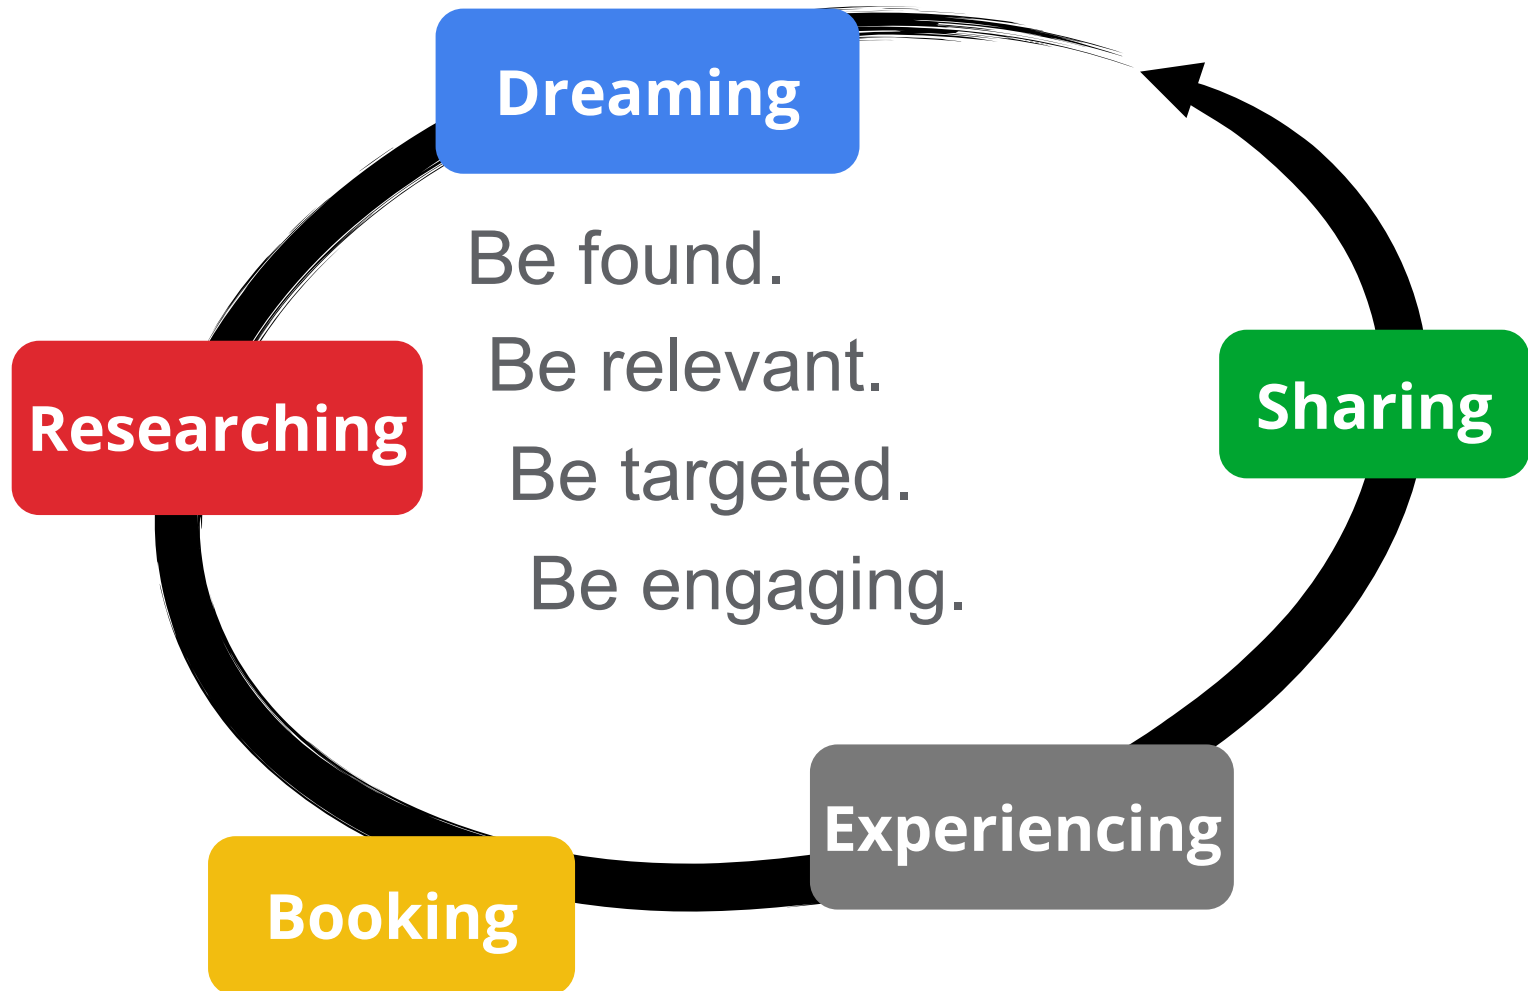 Dreaming
Be found.
Be relevant.
Researching
Sharing
Be targeted.
Be engaging.
Experiencing
Booking